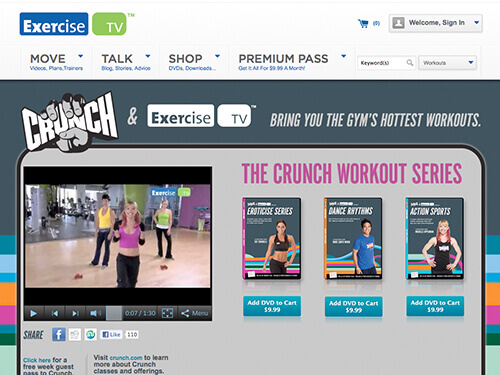 Exercise TV ™
(0) Welcome, Sign In
MOVE TALK SHOP PREMIUM PASS
Videos, Plans, Trainers Blog, Stories, Advice DVDs, Downloads... Get It All For $9.99 A Month!
Keyword(s) Workouts
CRUNCH & Exercise TV ™ BRING YOU THE GYM'S HOTTEST WORKOUTS.
THE CRUNCH WORKOUT SERIES
Exercise TV
EROTICISE SERIES
DANCE RHYTHMS
ACTION SPORTS
Add DVD to Cart
$9.99
Add DVD to Cart
$9.99
Add DVD to Cart
$9.99
0:07 / 1:30 Menu
SHARE Like 110
Click here for a
free week guest
pass to Crunch
Visit crunch.com to learn
more about Crunch
classes and offerings.